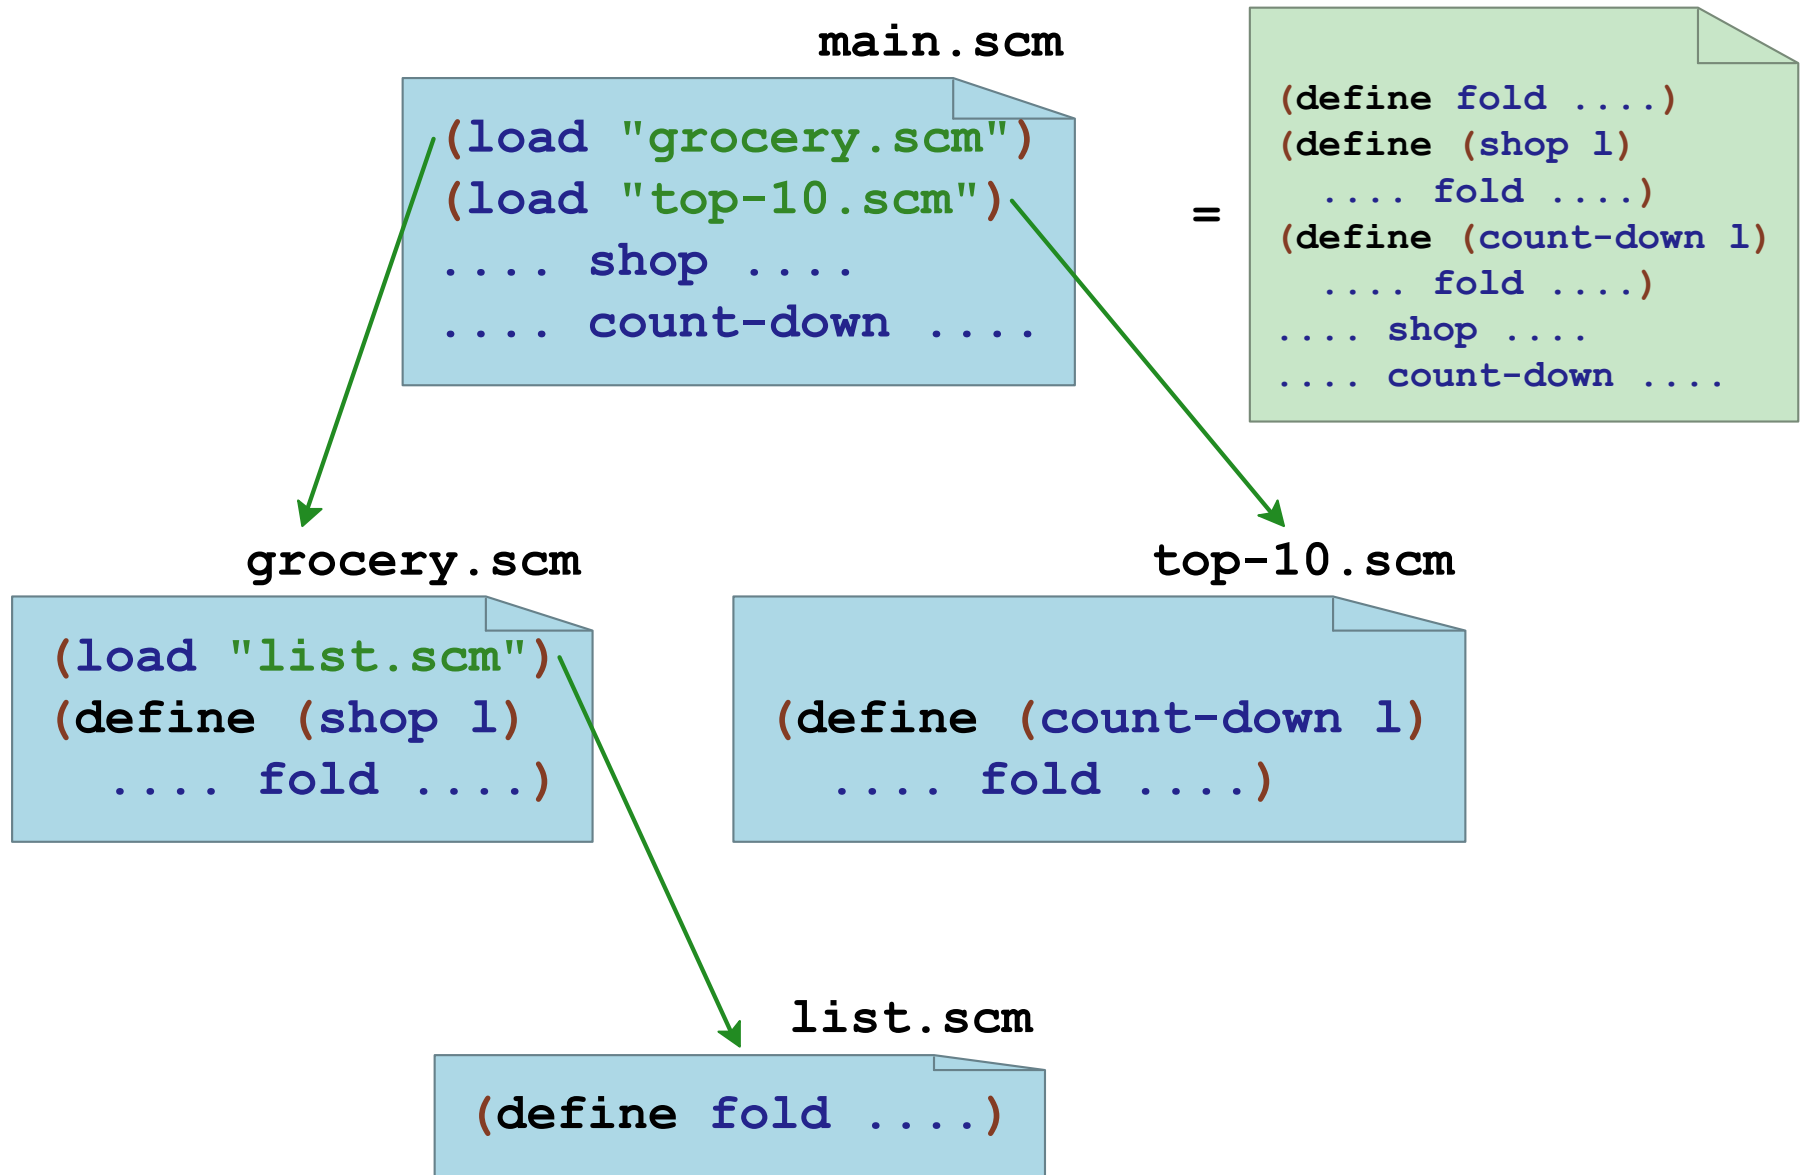 main.scm
(load "grocery.scm")
(load "top-10.scm")
.... shop ....
.... count-down ....
=
(define fold ....)
(define (shop l)
  .... fold ....)
(define (count-down l)
  .... fold ....)
.... shop ....
.... count-down ....
grocery.scm
(load "list.scm")
(define (shop l)
  .... fold ....)
top-10.scm
(define (count-down l)
  .... fold ....)
list.scm
(define fold ....)